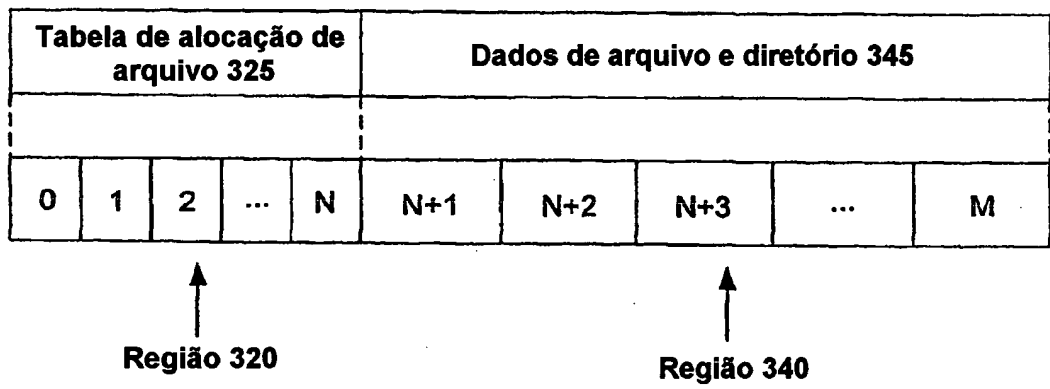 Tabela de alocação de
arquivo 325
Dados de arquivo e diretório 345
0 1 2 ... N N+1 N+2 N+3 ... M
Região 320
Região 340